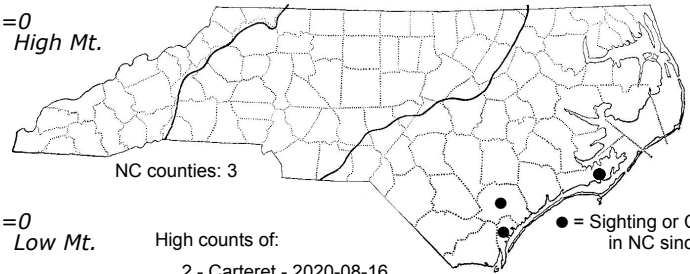 =0
High Mt.
NC counties: 3
=0
Low Mt.
High counts of:
2 - Carteret - 2020-08-16
● = Sighting or
in NC